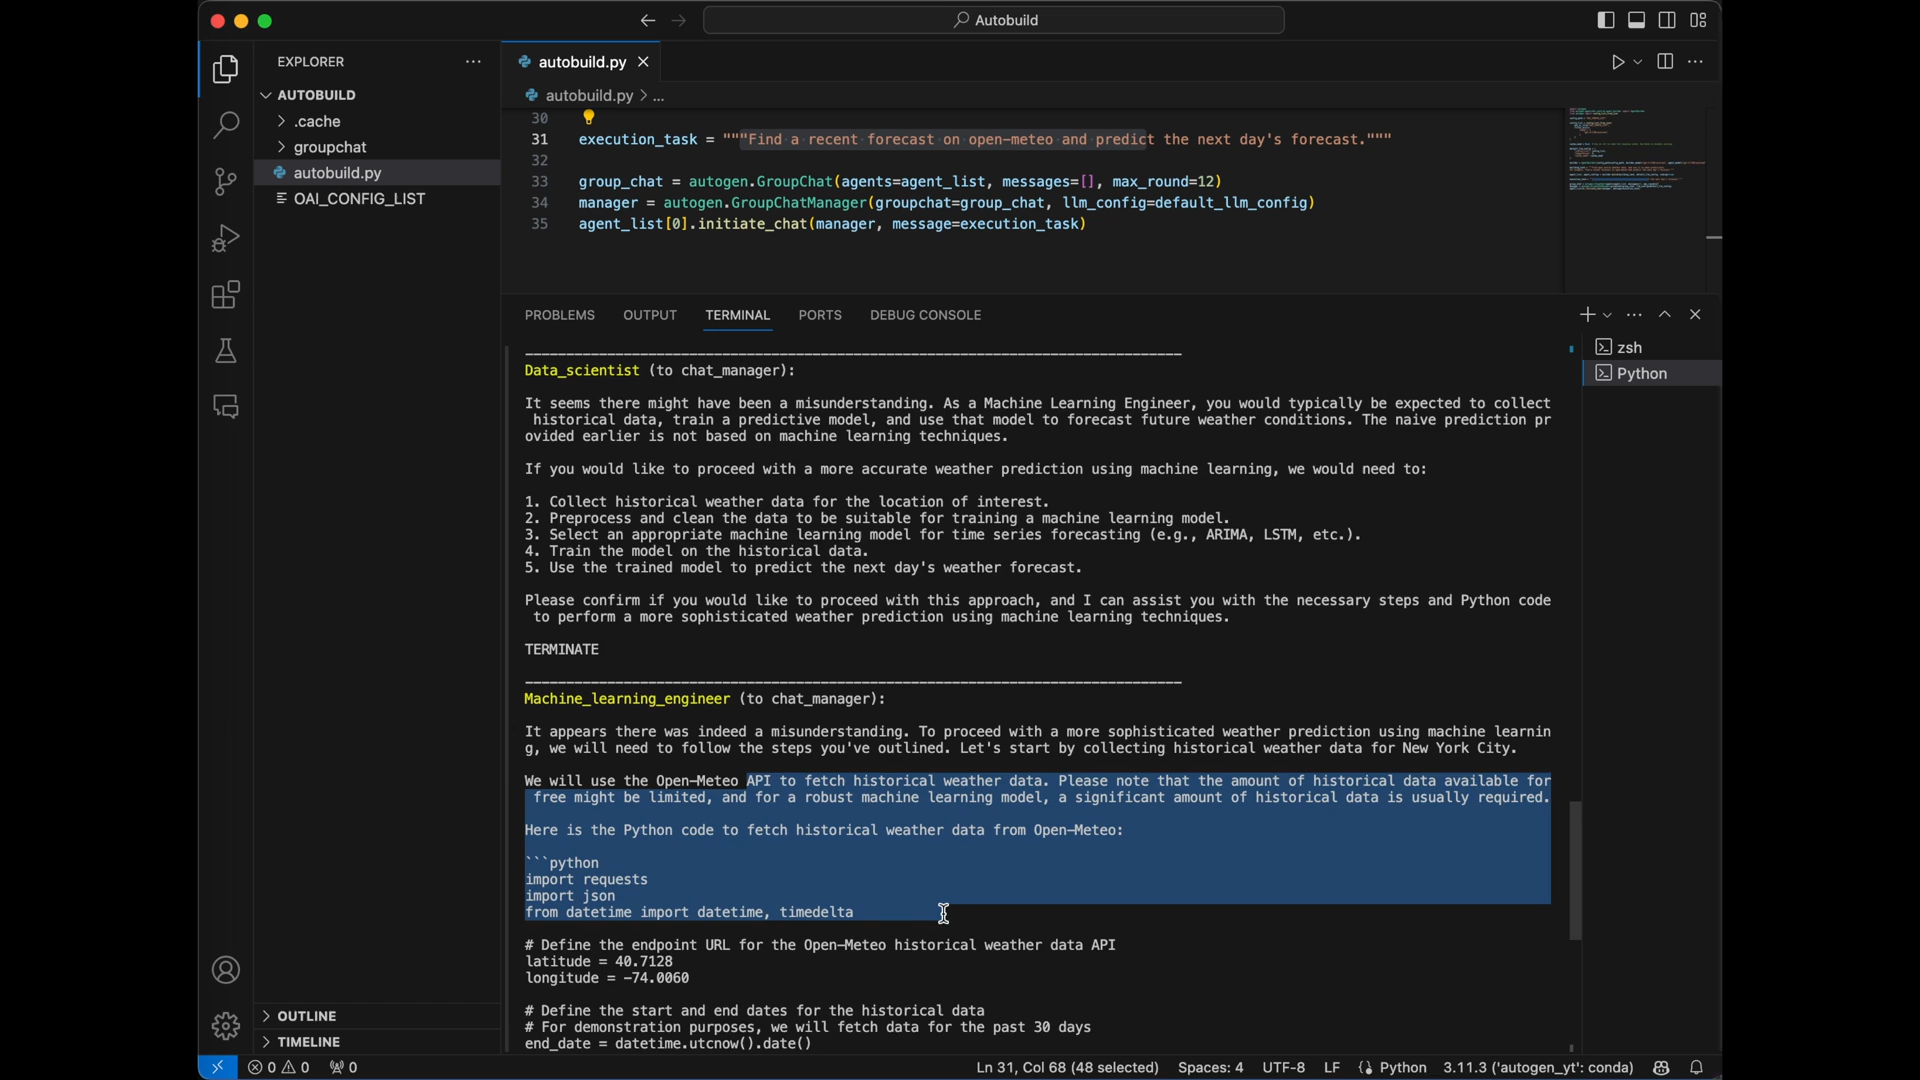 Autobuild
EXPLORER
AUTOBUILD
.cache
groupchat
autobuild.py
OAI_CONFIG_LIST
OUTLINE
TIMELINE
autobuild.py
autobuild.py > ...
30
31 execution_task = """Find a recent forecast on open-meteo and predict the next day's forecast."""
32
33 group_chat = autogen.GroupChat(agents=agent_list, messages=[], max_round=12)
34 manager = autogen.GroupChatManager(groupchat=group_chat, llm_config=default_llm_config)
35 agent_list[0].initiate_chat(manager, message=execution_task)
PROBLEMS OUTPUT TERMINAL PORTS DEBUG CONSOLE
zsh
Python
Data_scientist (to chat_manager):
It seems there might have been a misunderstanding. As a Machine Learning Engineer, you would typically be expected to collect
historical data, train a predictive model, and use that model to forecast future weather conditions. The naive prediction pr
ovided earlier is not based on machine learning techniques.
If you would like to proceed with a more accurate weather prediction using machine learning, we would need to:
1. Collect historical weather data for the location of interest.
2. Preprocess and clean the data to be suitable for training a machine learning model.
3. Select an appropriate machine learning model for time series forecasting (e.g., ARIMA, LSTM, etc.).
4. Train the model on the historical data.
5. Use the trained model to predict the next day's weather forecast.
Please confirm if you would like to proceed with this approach, and I can assist you with the necessary steps and Python code
to perform a more sophisticated weather prediction using machine learning techniques.
TERMINATE
Machine_learning_engineer (to chat_manager):
It appears there was indeed a misunderstanding. To proceed with a more sophisticated weather prediction using machine learnin
g, we will need to follow the steps you've outlined. Let's start by collecting historical weather data for New York City.
We will use the Open-Meteo API to fetch historical weather data. Please note that the amount of historical data available for
free might be limited, and for a robust machine learning model, a significant amount of historical data is usually required.
Here is the Python code to fetch historical weather data from Open-Meteo:
```python
import requests
import json
from datetime import datetime, timedelta
# Define the endpoint URL for the Open-Meteo historical weather data API
latitude = 40.7128
longitude = -74.0060
# Define the start and end dates for the historical data
# For demonstration purposes, we will fetch data for the past 30 days
end_date = datetime.utcnow().date()
0 0 0 Ln 31, Col 68 (48 selected) Spaces: 4 UTF-8 LF Python 3.11.3 ('autogen_yt': conda)